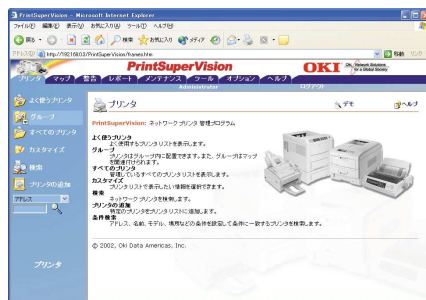 PrintSuperVision - Microsoft Internet Explorer
ファイル(F) 編集(E) 表示(V) お気に入り(A) ツール(T) ヘルプ(H)
戻る 検索 お気に入り メディア
アドレス(D) http://192168.0.2/PrintSuperVision/frames.htm 移動 リンク
PrintSuperVision OKI Network Solutions for a Global Society
プリンタ マップ 警告 レポート メンテナンス ツール オプション ヘルプ
Administrator ログアウト
よく使うプリンタ
グループ
すべてのプリンタ
カスタマイズ
検索
プリンタの追加
アドレス
プリンタ
プリンタ デモ ヘルプ
PrintSuperVision: ネットワーク プリンタ 管理プログラム
よく使うプリンタ
よく使用するプリンタリストを表示します。
グループ
プリンタはグループ内に配置できます。また、グループはマップ
を関連付けられます。
すべてのプリンタ
管理しているすべてのプリンタリストを表示します。
カスタマイズ
プリンタリストで表示したい情報を選択できます。
検索
ネットワーク プリンタを検索します。
プリンタの追加
特定のプリンタをプリンタリストに追加します。
条件検索
アドレス、名前、モデル、場所などの条件を設定して条件に一致するプリンタを検索します。
© 2002, Oki Data Americas, Inc.